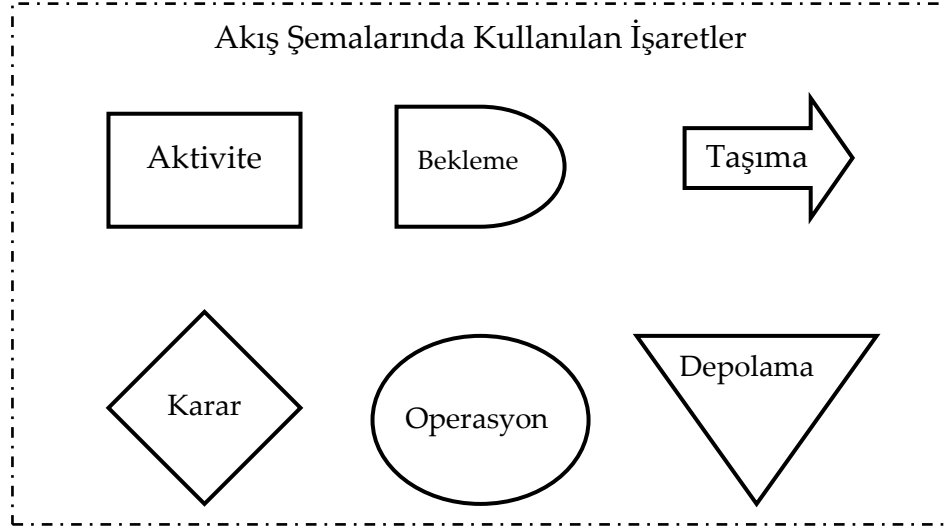 Akış Şemalarında Kullanılan İşaretler
Aktivite
Bekleme
Taşıma
Karar
Operasyon
Depolama